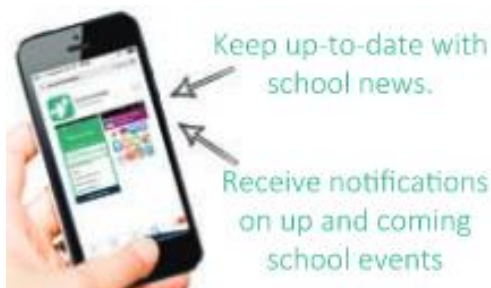 Keep up-to-date with
school news.
Receive notifications
on up and coming
school events